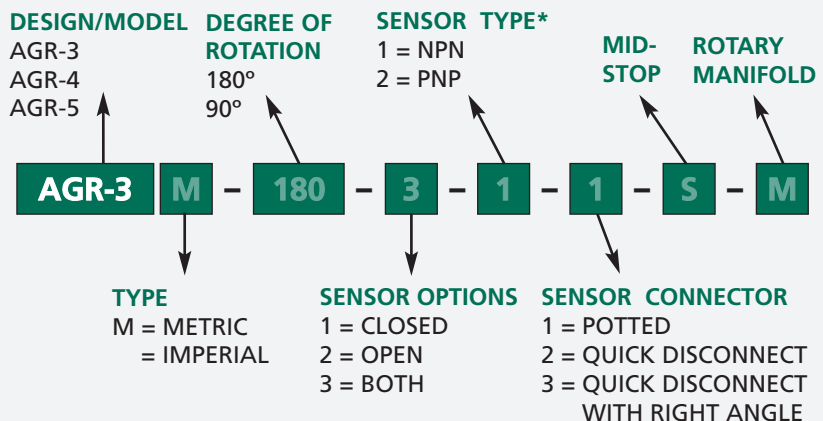 DESIGN/MODEL
AGR-3
AGR-4
AGR-5
DEGREE OF
ROTATION
180º
90º
SENSOR TYPE*
1 = NPN
2 = PNP
MID-
STOP
ROTARY
MANIFOLD
AGR-3 M – 180 – 3 – 1 – 1 – S – M
TYPE
M = METRIC
= IMPERIAL
SENSOR OPTIONS
1 = CLOSED
2 = OPEN
3 = BOTH
SENSOR CONNECTOR
1 = POTTED
2 = QUICK DISCONNECT
3 = QUICK DISCONNECT
WITH RIGHT ANGLE